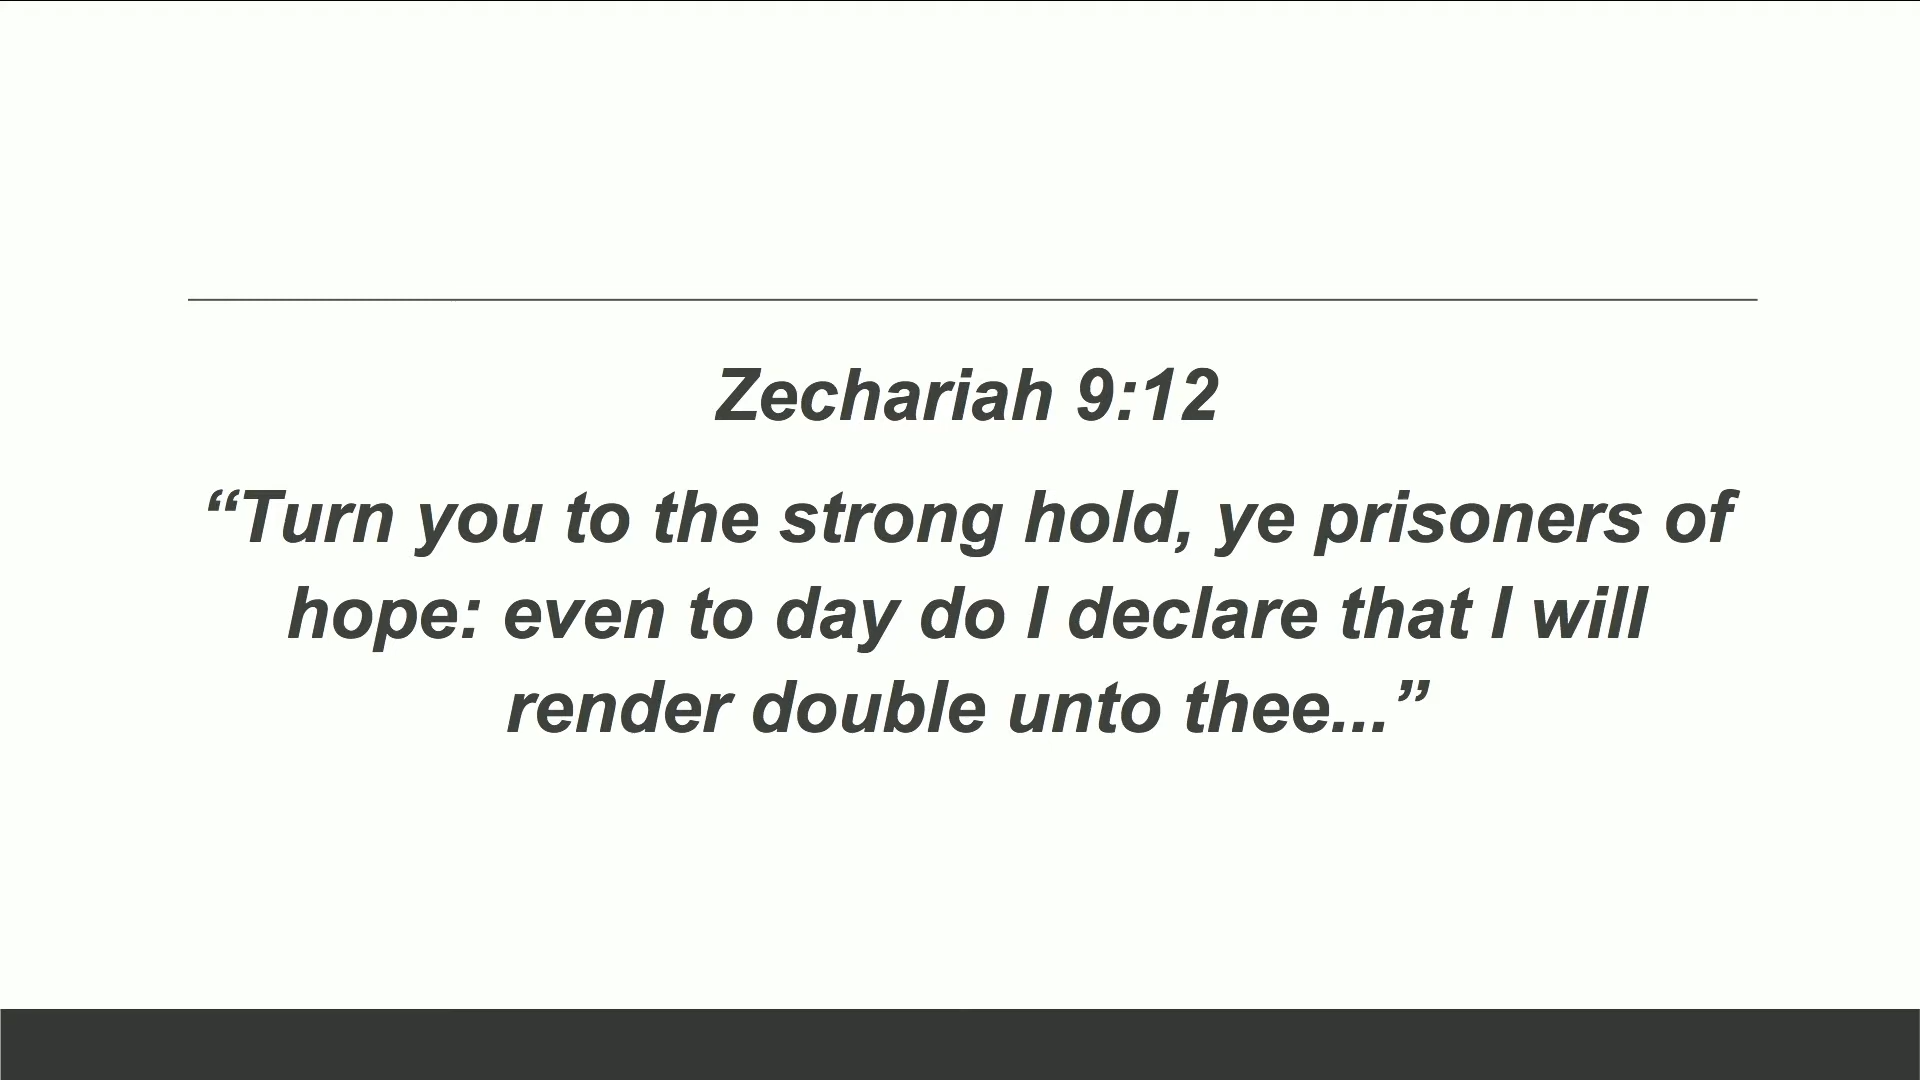 Zechariah 9:12
“Turn you to the strong hold, ye prisoners of
hope: even to day do I declare that I will
render double unto thee...”